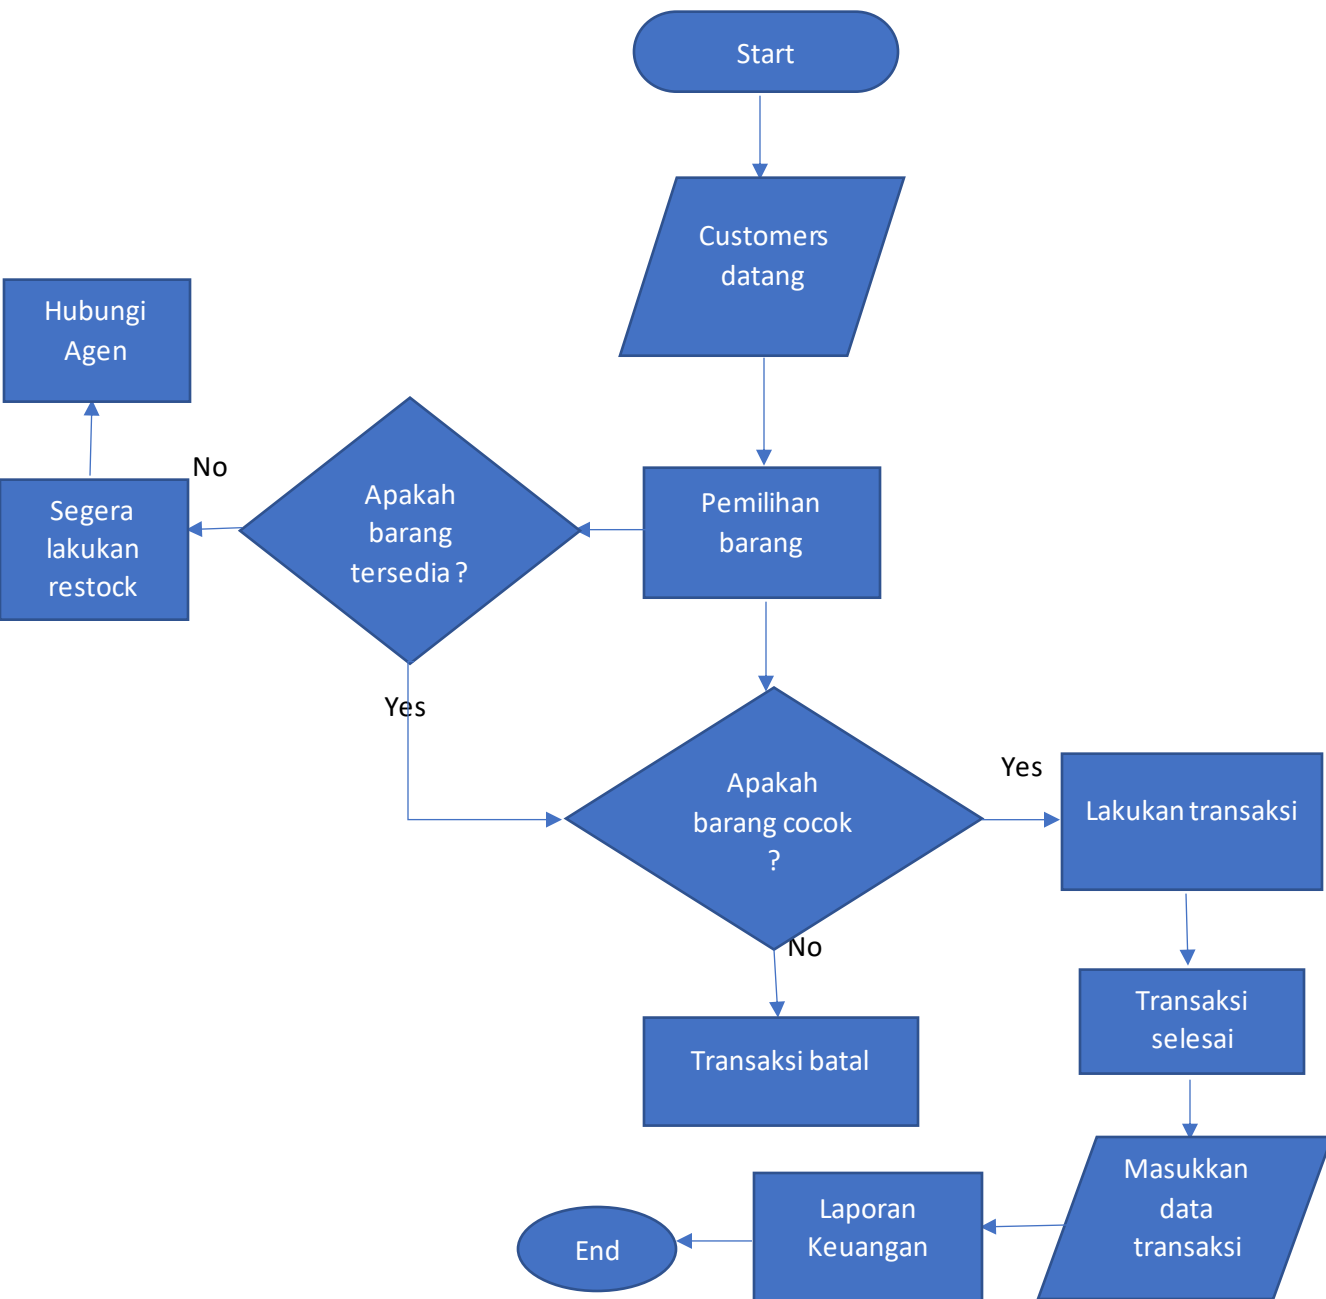 Start
Customers
datang
Hubungi
Agen
No
Segera
lakukan
restock
Apakah
barang
tersedia ?
Pemilihan
barang
Yes
Apakah
barang cocok
?
Yes
Lakukan transaksi
No
Transaksi batal
Transaksi
selesai
Masukkan
data
transaksi
Laporan
Keuangan
End